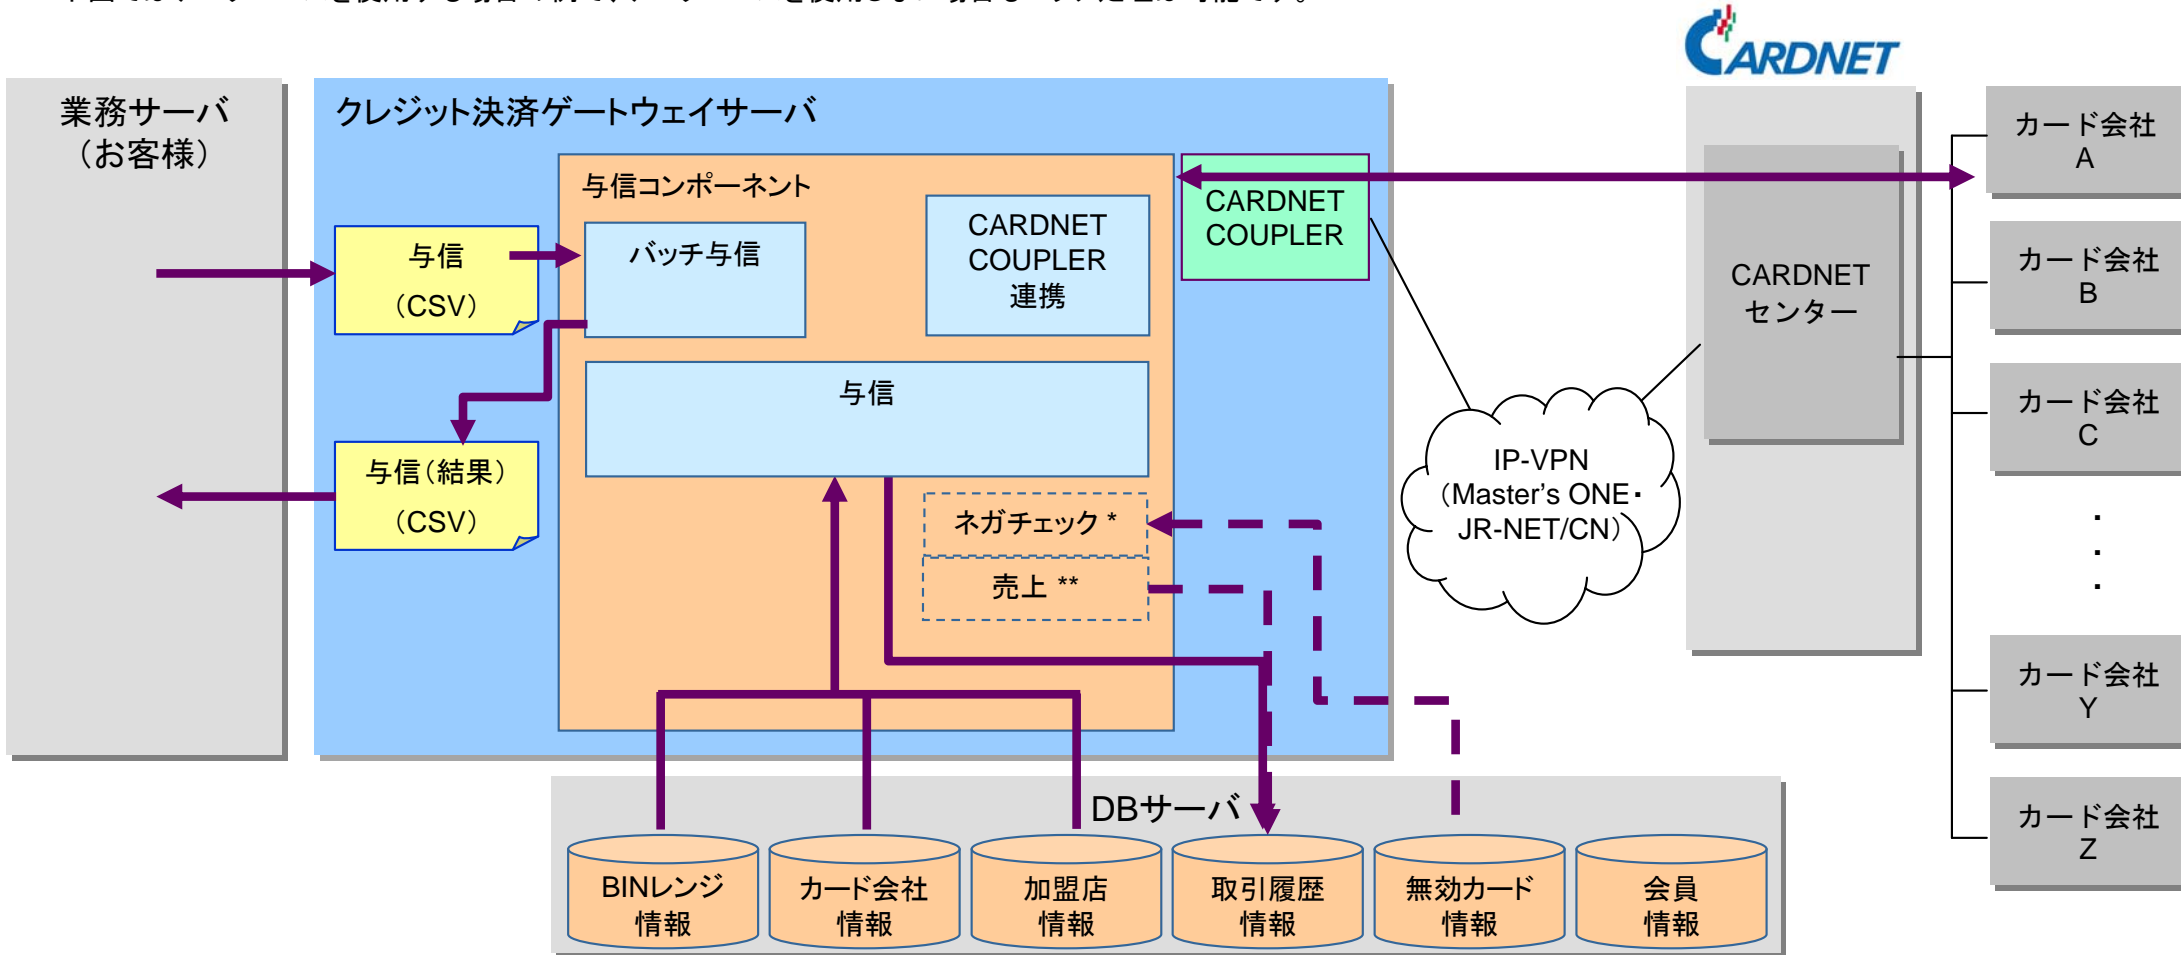 CARDNET
業務サーバ
（お客様）
クレジット決済ゲートウェイサーバ
与信コンポーネント
与信
（CSV）
バッチ与信
CARDNET
COUPLER
連携
CARDNET
COUPLER
与信
与信（結果）
（CSV）
ネガチェック *
売上 **
IP-VPN
（Master's ONE・
JR-NET/CN）
CARDNET
センター
カード会社
A
カード会社
B
カード会社
C
・
・
・
カード会社
Y
カード会社
Z
DBサーバ
BINレンジ
情報
カード会社
情報
加盟店
情報
取引履歴
情報
無効カード
情報
会員
情報